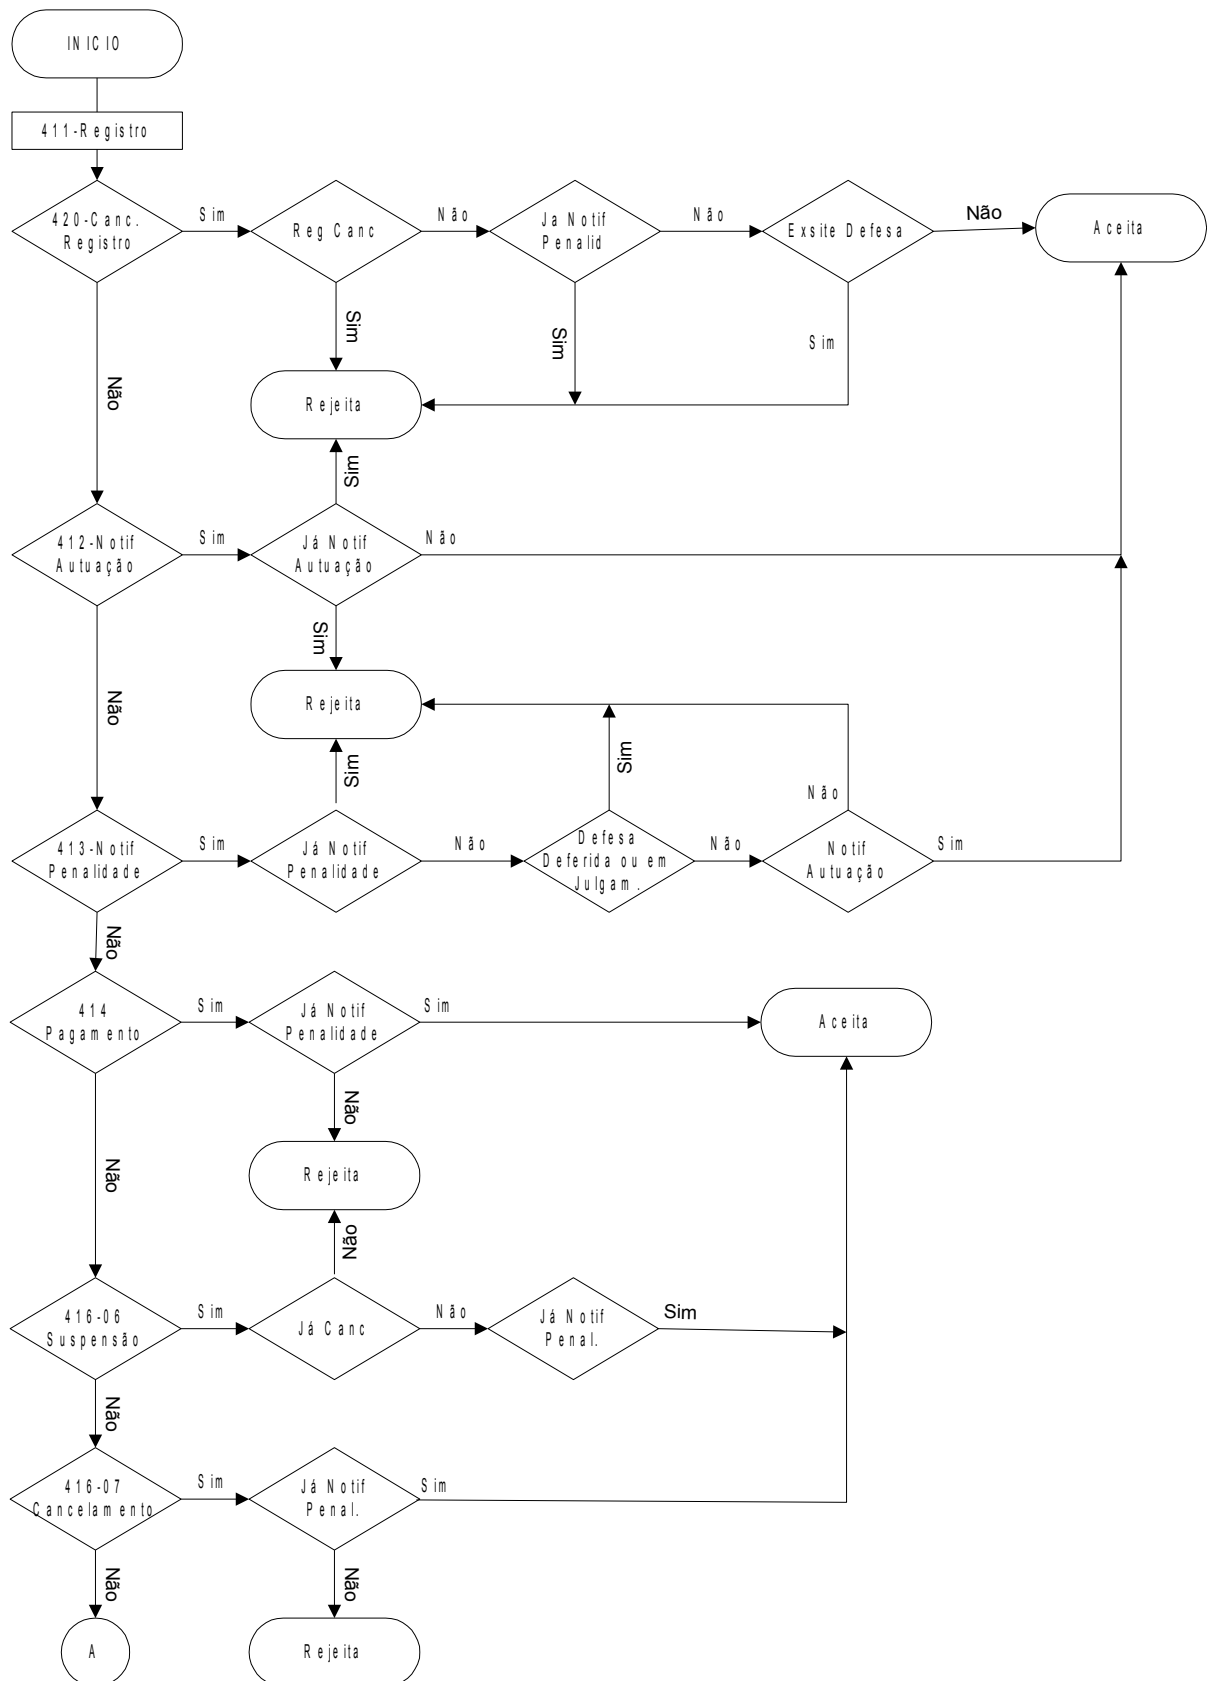 INICIO
411-Registro
420-Canc.
Registro
Sim
Reg Canc
Não
Ja Notif
Penalid
Não
Exsite Defesa
Não
Aceita
Sim
Sim
Sim
Não
Rejeita
Sim
412-Notif
Autuação
Sim
Já Notif
Autuação
Não
Sim
Não
Rejeita
Sim
Sim
Não
413-Notif
Penalidade
Sim
Já Notif
Penalidade
Não
Defesa
Deferida ou em
Julgam.
Não
Notif
Autuação
Sim
Não
414
Pagamento
Sim
Já Notif
Penalidade
Sim
Aceita
Não
Não
Rejeita
Não
416-06
Suspensão
Sim
Já Canc
Não
Já Notif
Penal.
Sim
Não
416-07
Cancelamento
Sim
Já Notif
Penal.
Sim
Não
Não
A
Rejeita